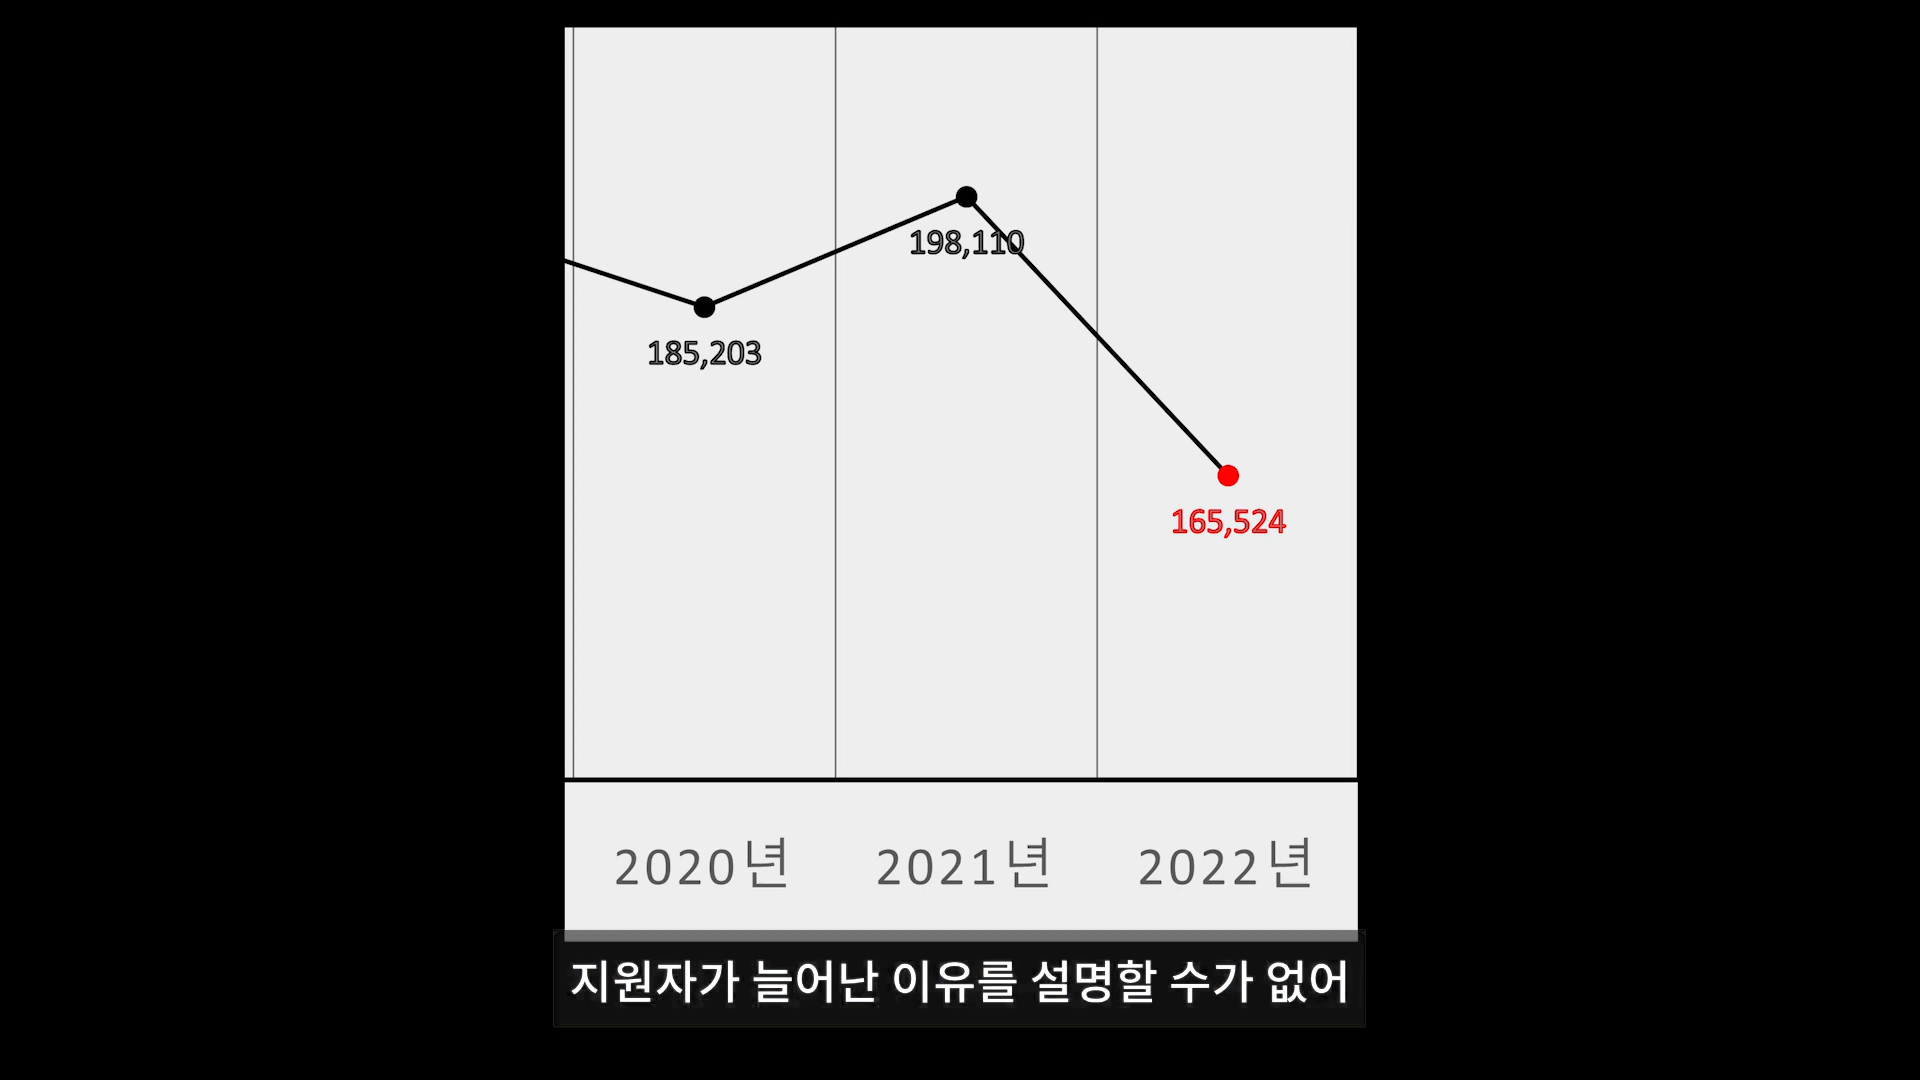 198,110
185,203
165,524
2020년 2021년 2022년
지원자가 늘어난 이유를 설명할 수가 없어